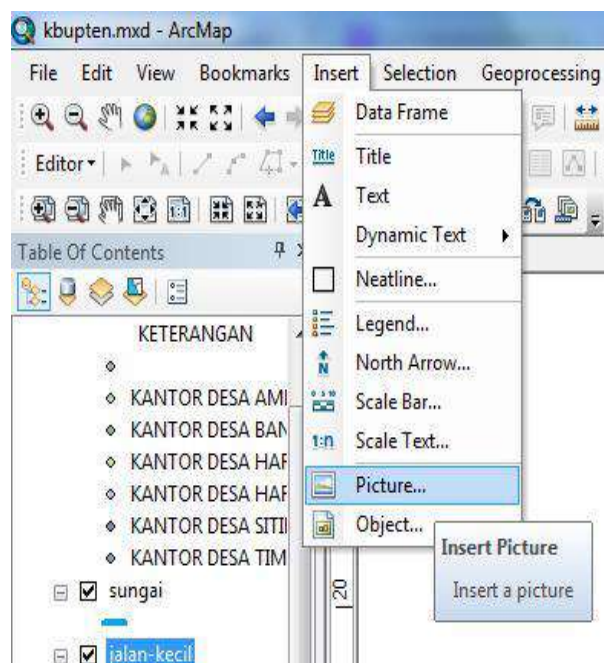 kbupten.mxd - ArcMap
File Edit View Bookmarks Insert Selection Geoprocessing
Data Frame
Editor
Title Title
A Text
1:1
Dynamic Text
Table Of Contents
Neatline...
KETERANGAN
Legend...
N North Arrow...
KANTOR DESA AMI
Scale Bar...
KANTOR DESA BAN
1:n Scale Text...
KANTOR DESA HAR
KANTOR DESA HAR
Picture...
KANTOR DESA SITI
Object...
KANTOR DESA TIM
Insert Picture
Insert a picture
sungai
20
jalan-kecil